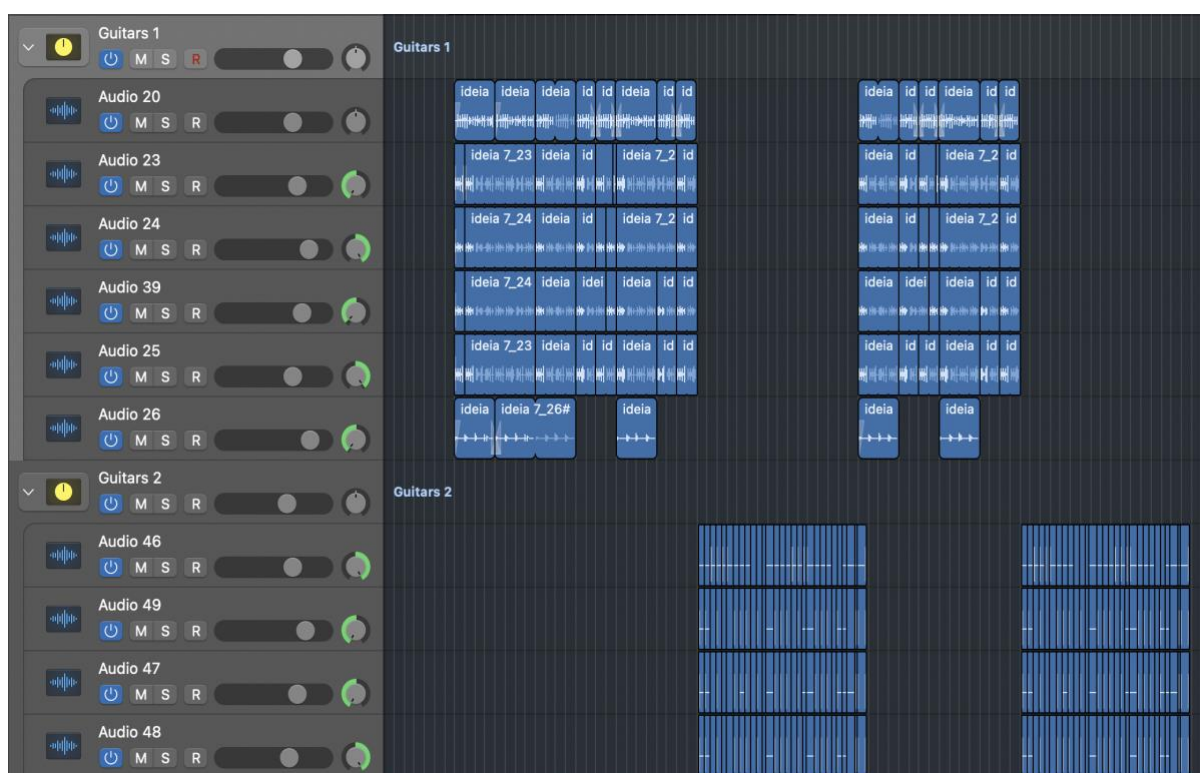 Guitars 1
M S R
Guitars 1
Audio 20
M S R
ideia ideia ideia id id ideia id id ideia id id ideia id id
Audio 23
M S R
ideia 7_23 ideia id ideia 7_2 id ideia id ideia 7_2 id
Audio 24
M S R
ideia 7_24 ideia id ideia 7_2 id ideia id ideia 7_2 id
Audio 39
M S R
ideia 7_24 ideia idei ideia id id ideia idei ideia id id
Audio 25
M S R
ideia 7_23 ideia id id ideia id id ideia id id ideia id id
Audio 26
M S R
ideia ideia 7_26# ideia ideia ideia
Guitars 2
M S R
Guitars 2
Audio 46
M S R
Audio 49
M S R
Audio 47
M S R
Audio 48
M S R